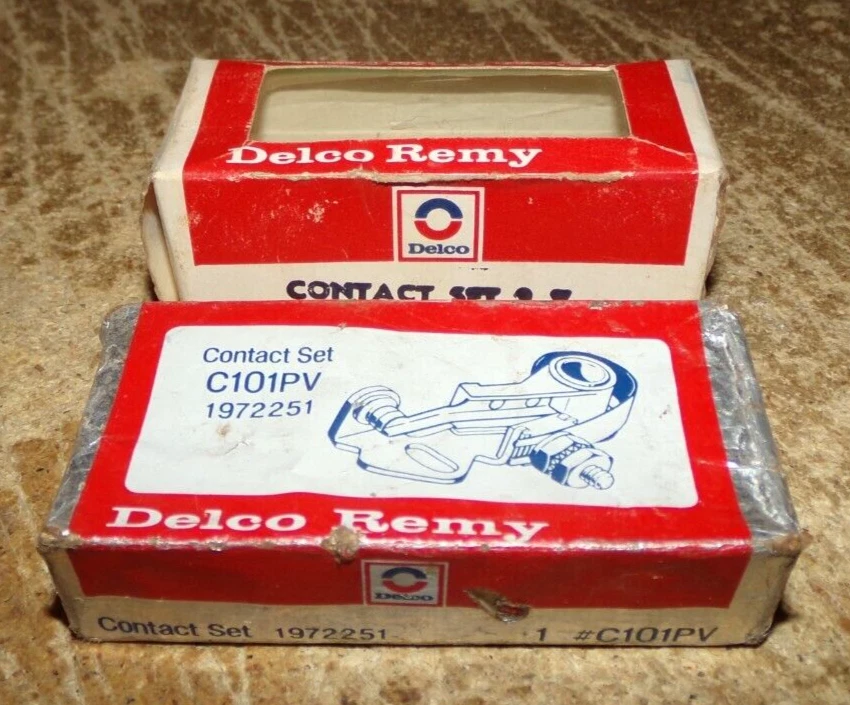 Delco Remy
Delco
CONTACT SET
Contact Set
C101PV
1972251
Delco Remy
Delco
Contact Set 1972251 1 #C101PV